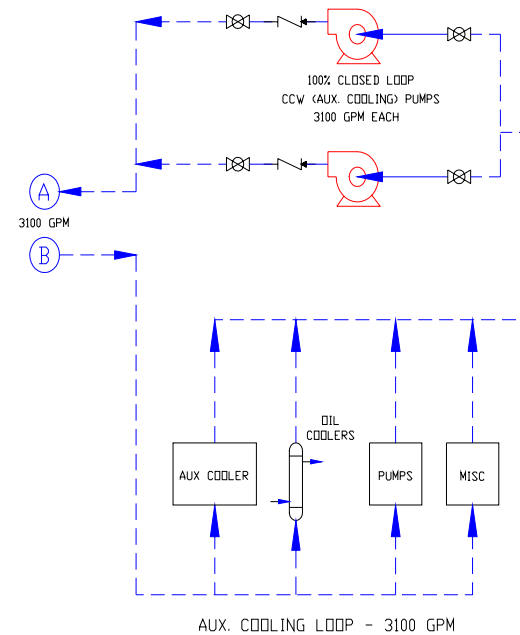 100% CLOSED LOOP
CCW (AUX. COOLING) PUMPS
3100 GPM EACH
A
3100 GPM
B
OIL
COOLERS
AUX COOLER
PUMPS
MISC
AUX. COOLING LOOP - 3100 GPM